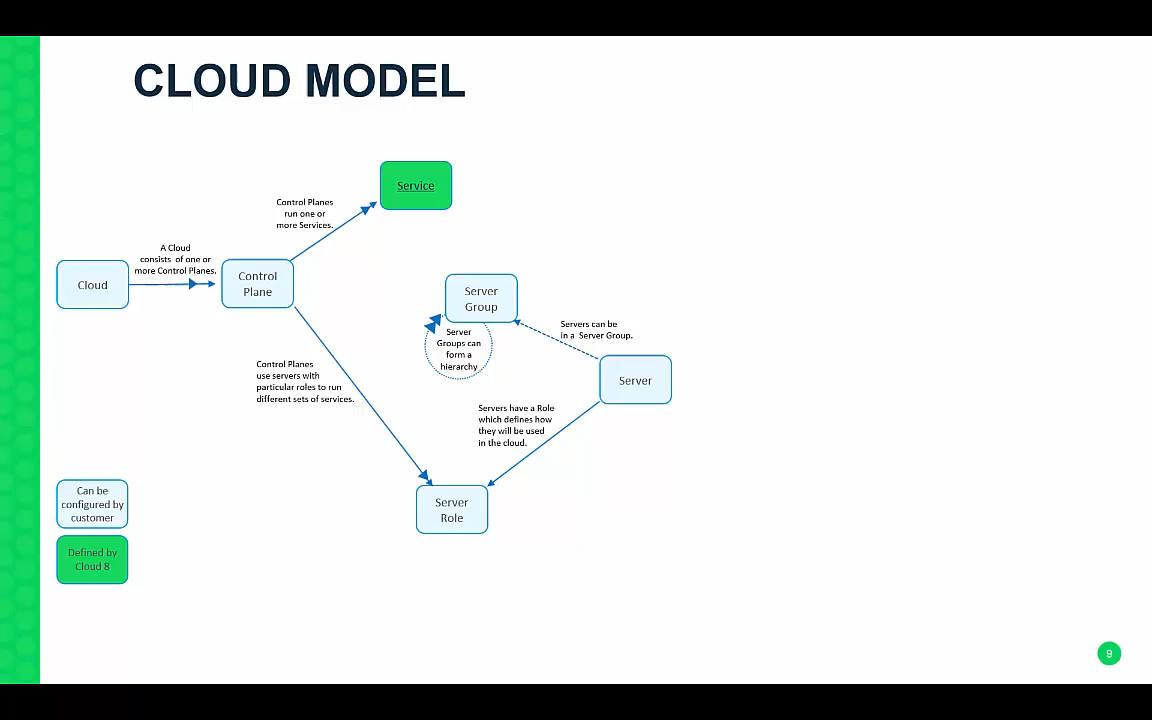 CLOUD MODEL
Service
Control Planes
run one or
more Services.
A Cloud
consists of one or
more Control Planes.
Cloud
Control
Plane
Server
Group
Server
Groups can
form a
hierarchy
Servers can be
in a Server Group.
Server
Control Planes
use servers with
particular roles to run
different sets of services.
Servers have a Role
which defines how
they will be used
in the cloud.
Server
Role
Can be
configured by
customer
Defined by
Cloud 8
9